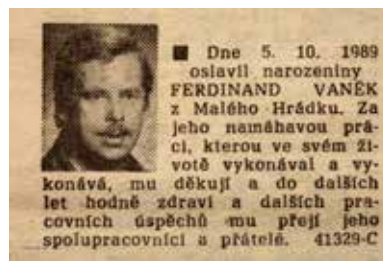 ■ Dne 5. 10. 1989
oslavil narozeniny
FERDINAND VANĚK
z Malého Hrádku. Za
jeho namáhavou prá-
ci, kterou ve svém ži-
votě vykonával a vy-
konává, mu děkují a do dalších
let hodně zdraví a dalších pra-
covních úspěchů mu přejí jeho
spolupracovníci a přátelé. 41329-C